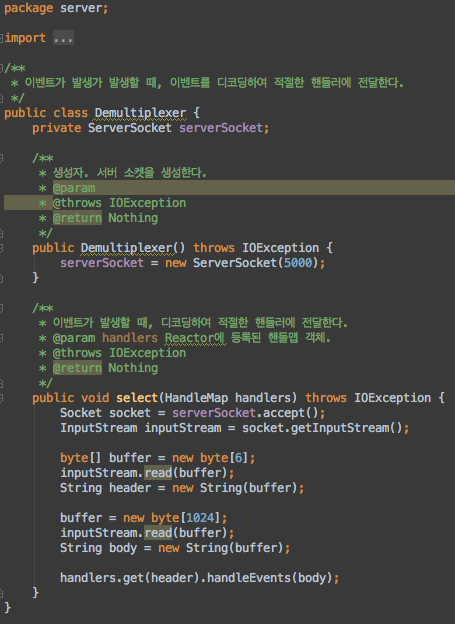 package server;
import ...
/**
 * 이벤트가 발생가 발생할 때, 이벤트를 디코딩하여 적절한 핸들러에 전달한다.
 */
public class Demultiplexer {
    private ServerSocket serverSocket;
    /**
     * 생성자. 서버 소켓을 생성한다.
     * @param
     * @throws IOException
     * @return Nothing
     */
    public Demultiplexer() throws IOException {
        serverSocket = new ServerSocket(5000);
    }
    /**
     * 이벤트가 발생할 때, 디코딩하여 적절한 핸들러에 전달한다.
     * @param handlers Reactor에 등록된 핸들맵 객체.
     * @throws IOException
     * @return Nothing
     */
    public void select(HandleMap handlers) throws IOException {
        Socket socket = serverSocket.accept();
        InputStream inputStream = socket.getInputStream();
        byte[] buffer = new byte[6];
        inputStream.read(buffer);
        String header = new String(buffer);
        buffer = new byte[1024];
        inputStream.read(buffer);
        String body = new String(buffer);
        handlers.get(header).handleEvents(body);
    }
}